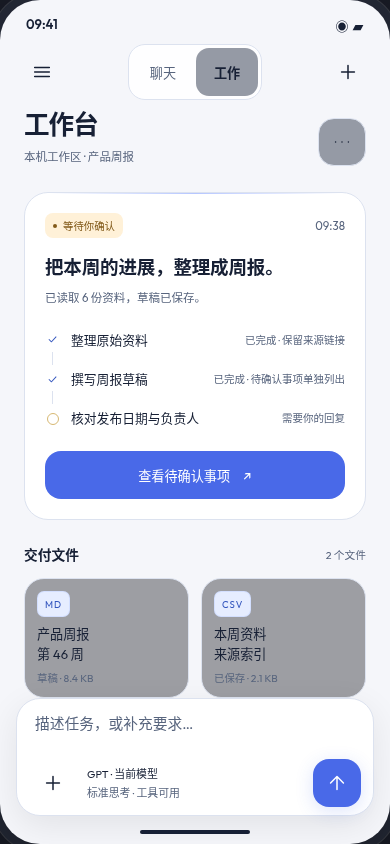 09:41
聊天
工作
工作台
本机工作区·产品周报
···
等待你确认
09:38
把本周的进展，整理成周报。
已读取 6 份资料，草稿已保存。
整理原始资料
已完成·保留来源链接
撰写周报草稿
已完成·待确认事项单独列出
核对发布日期与负责人
需要你的回复
查看待确认事项 ↗
交付文件
2 个文件
MD
产品周报
第 46 周
草稿·8.4 KB
CSV
本周资料
来源索引
已保存·2.1 KB
描述任务，或补充要求...
GPT·当前模型
标准思考·工具可用